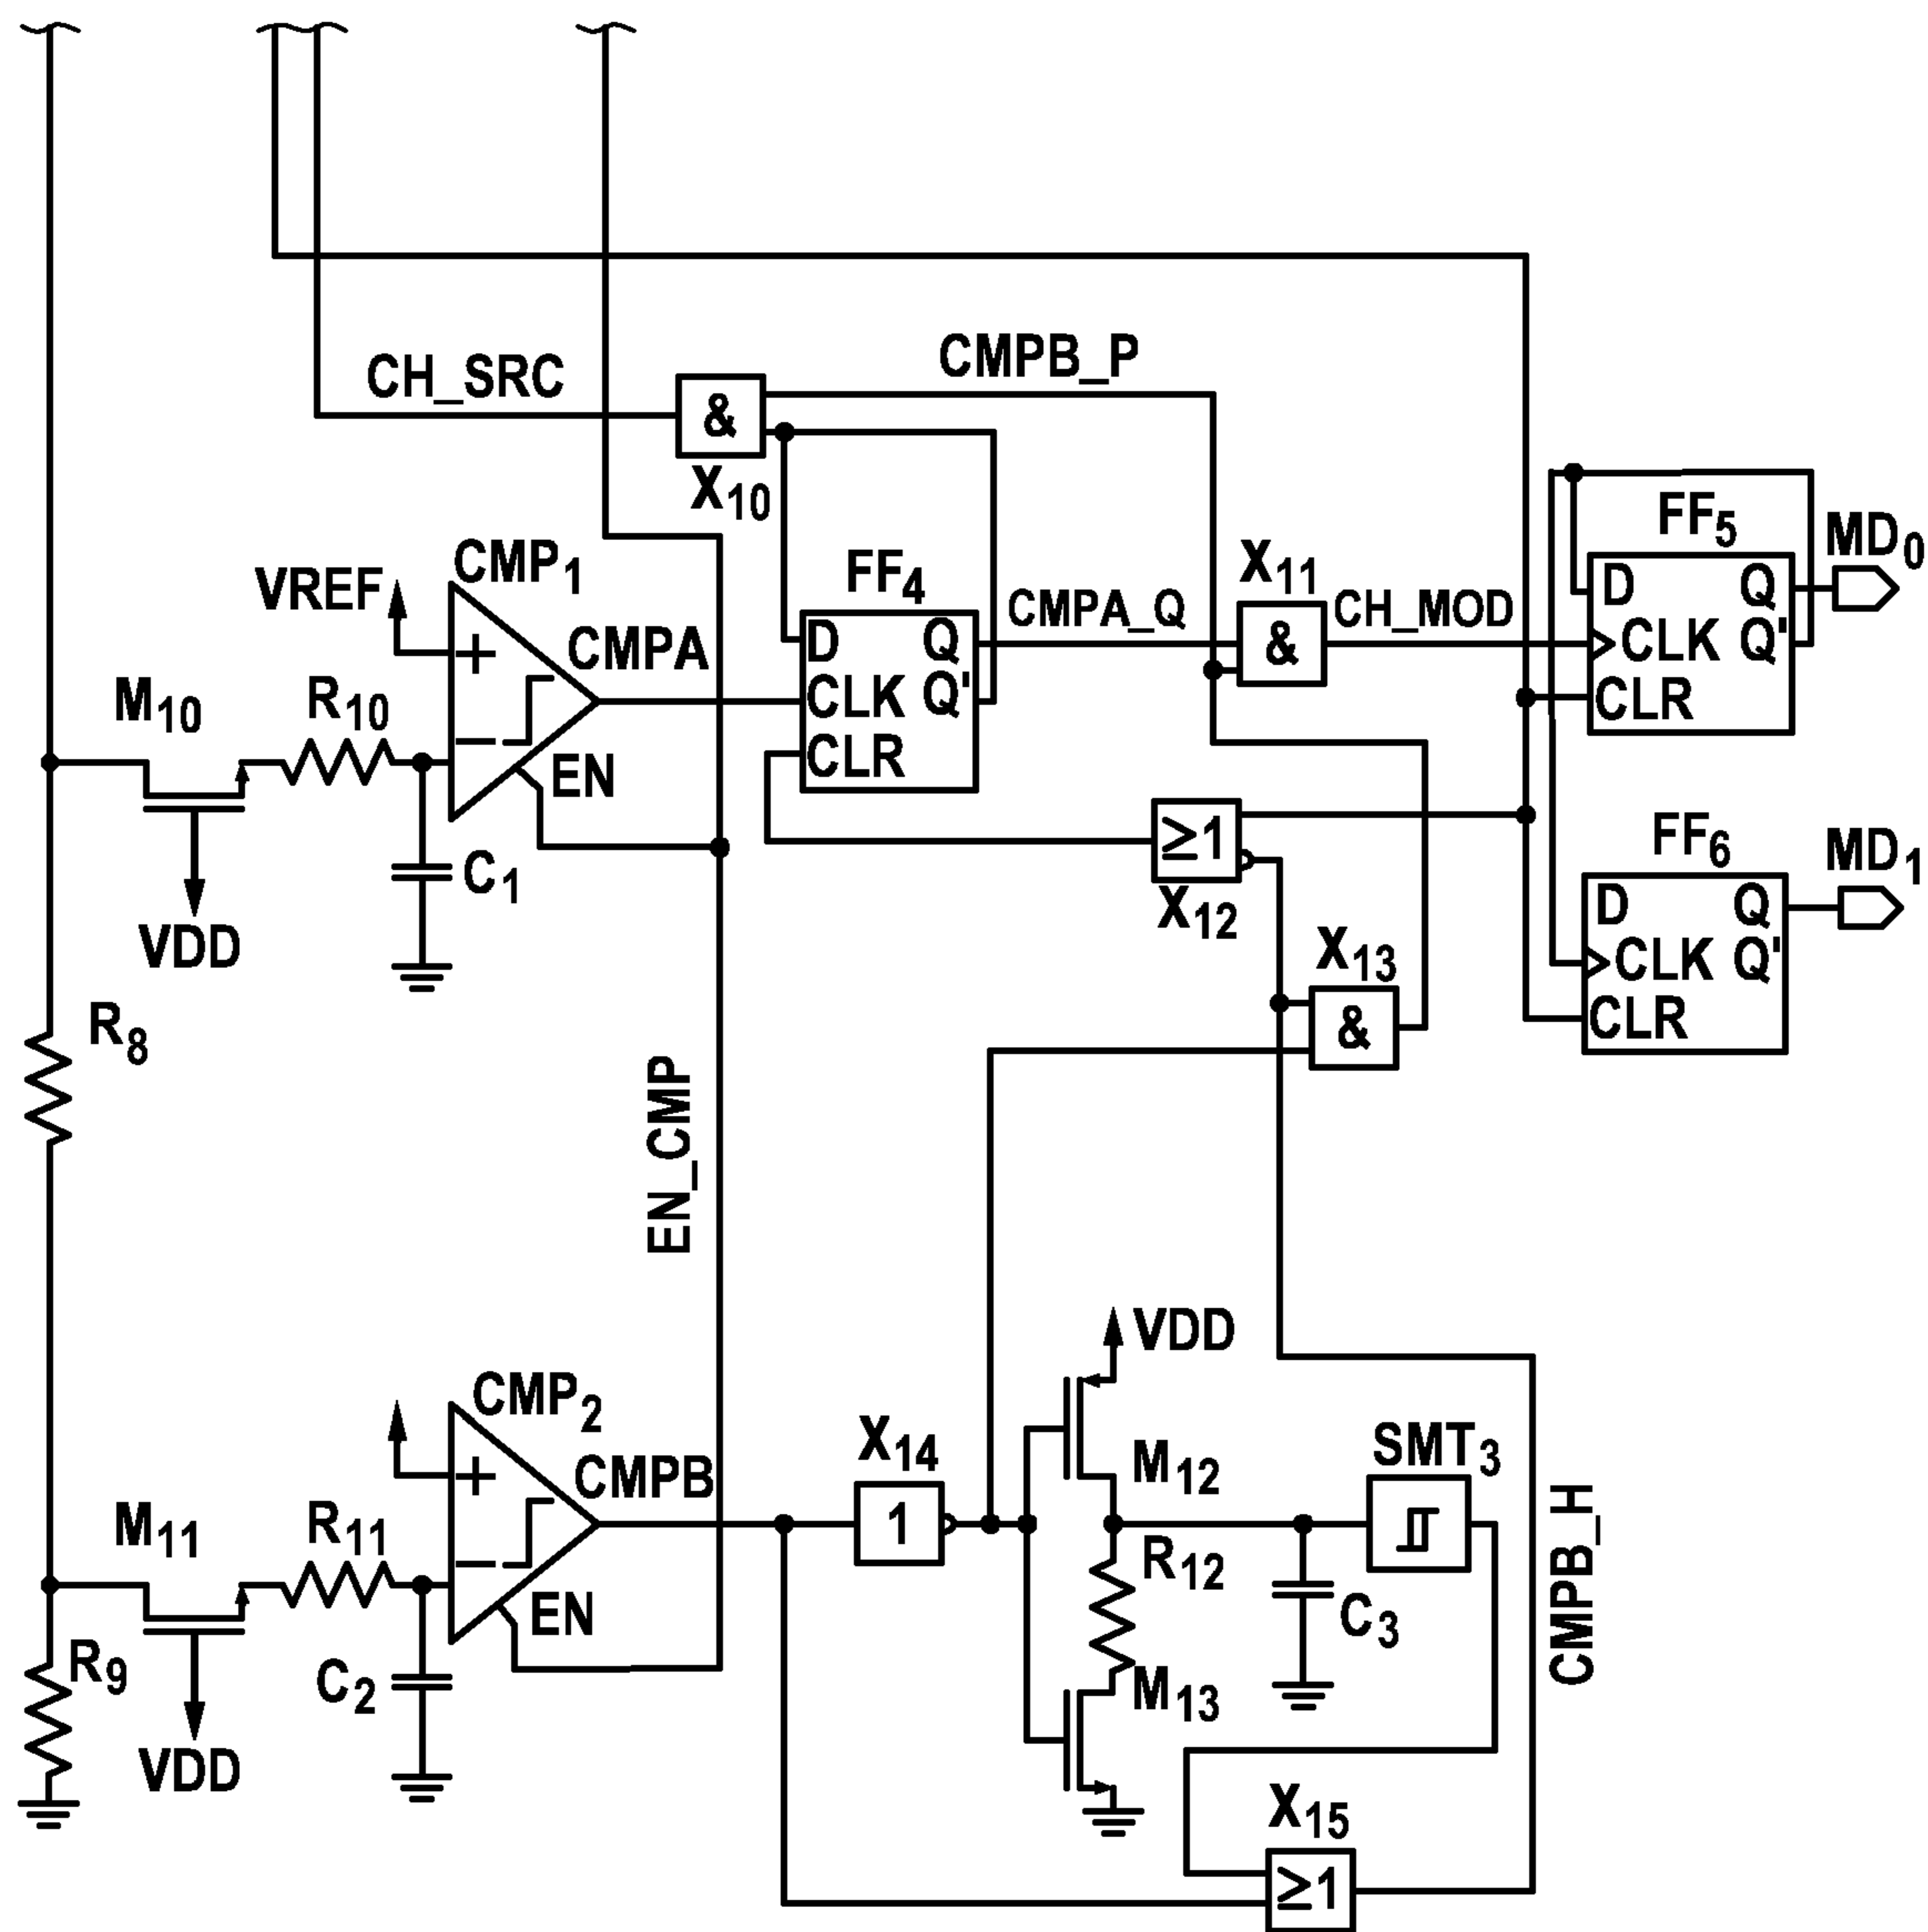 CH_SRC
CMPB_P
&
X10
FF5
MD0
CMP1
VREF
FF4
X11
D
Q
CMPA_Q
&
CH_MOD
CLK
Q'
+
CMPA
D
Q
CLK
Q'
CLR
M10
R10
−
EN
CLR
≥1
X12
FF6
MD1
C1
VDD
D
Q
CLK
Q'
CLR
X13
&
R8
EN_CMP
VDD
CMP2
+
CMPB
X14
1
M12
SMT3
M11
R11
−
EN
R12
C3
CMPB_H
R9
C2
M13
VDD
X15
≥1